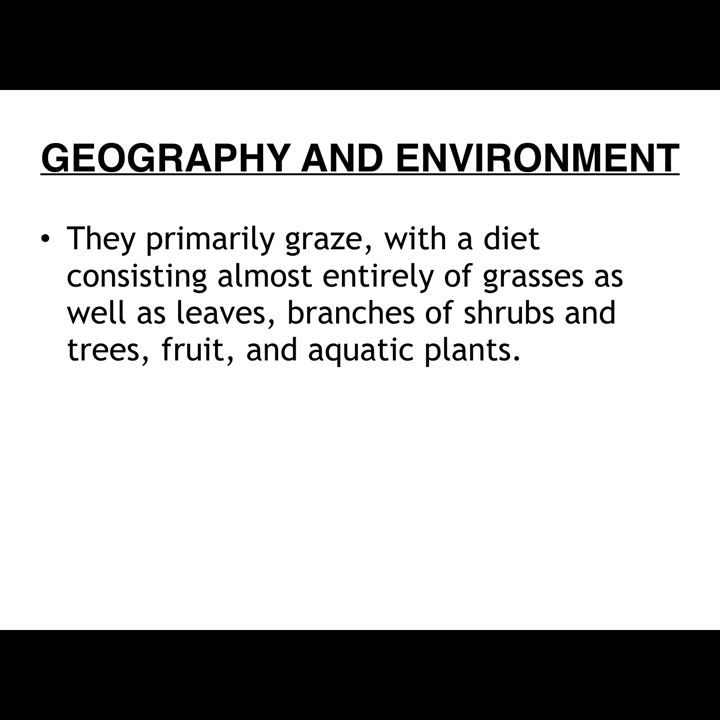 GEOGRAPHY AND ENVIRONMENT
• They primarily graze, with a diet
consisting almost entirely of grasses as
well as leaves, branches of shrubs and
trees, fruit, and aquatic plants.